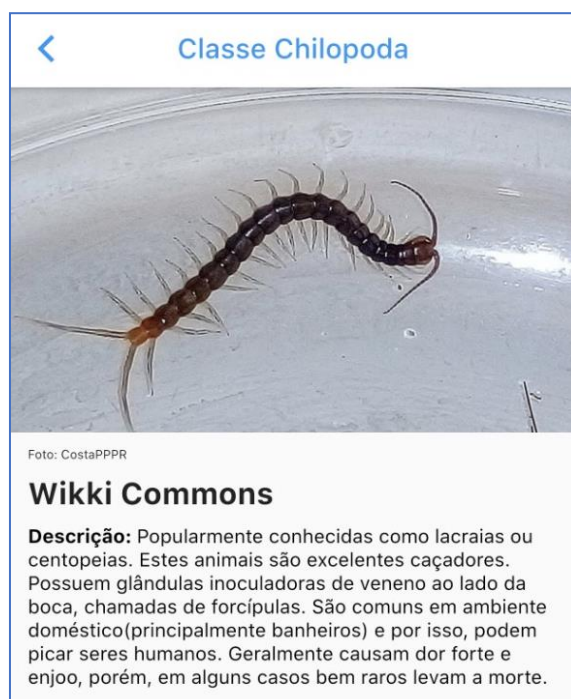 Classe Chilopoda
Foto: CostaPPPR
Wikki Commons
Descrição: Popularmente conhecidas como lacraias ou
centopeias. Estes animais são excelentes caçadores.
Possuem glândulas inoculadoras de veneno ao lado da
boca, chamadas de forcípulas. São comuns em ambiente
doméstico(principalmente banheiros) e por isso, podem
picar seres humanos. Geralmente causam dor forte e
enjoo, porém, em alguns casos bem raros levam a morte.